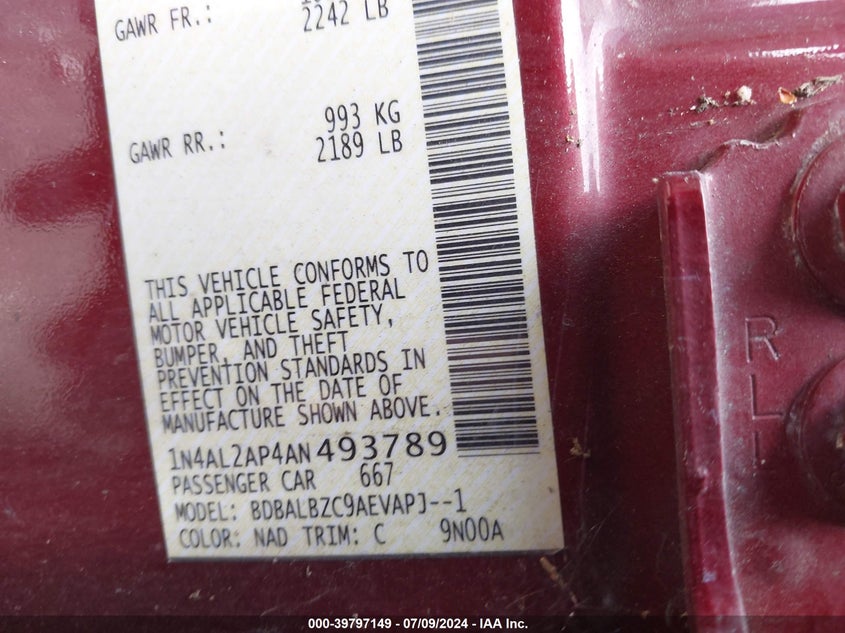 GAWR FR.: 2242 LB
993 KG
GAWR RR.: 2189 LB
THIS VEHICLE CONFORMS TO
ALL APPLICABLE FEDERAL
MOTOR VEHICLE SAFETY,
BUMPER, AND THEFT
PREVENTION STANDARDS IN
EFFECT ON THE DATE OF
MANUFACTURE SHOWN ABOVE.
1N4AL2AP4AN493789
PASSENGER CAR 667
MODEL: BDBALBZC9AEVAPJ--1
COLOR: NAD TRIM: C 9N00A
R
L
000-39797149 - 07/09/2024 - IAA Inc.